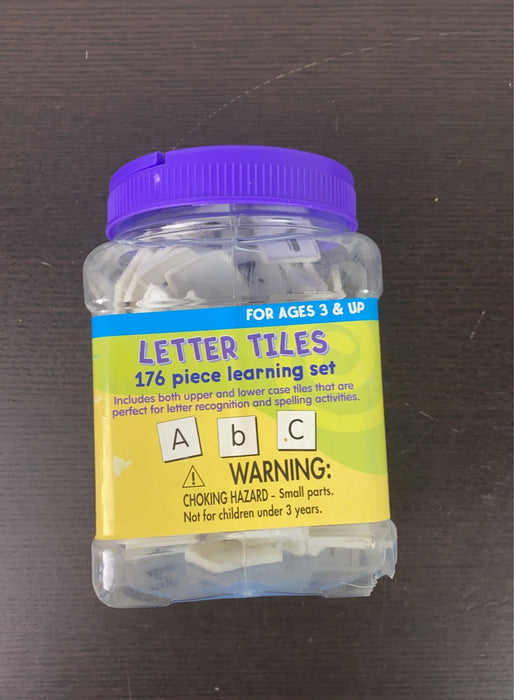 FOR AGES 3 & UP
LETTER TILES
176 piece learning set
Includes both upper and lower case tiles that are
perfect for letter recognition and spelling activities.
A b C
WARNING:
CHOKING HAZARD - Small parts.
Not for children under 3 years.